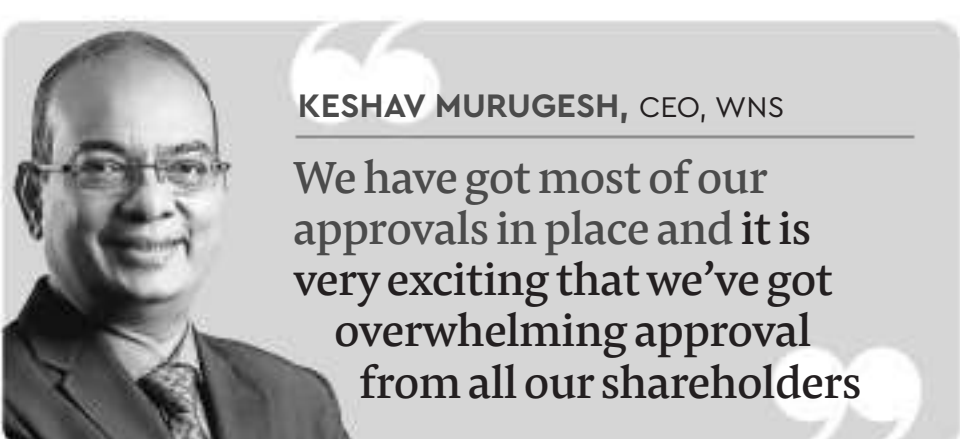 KESHAV MURUGESH, CEO, WNS
We have got most of our
approvals in place and it is
very exciting that we’ve got
overwhelming approval
from all our shareholders